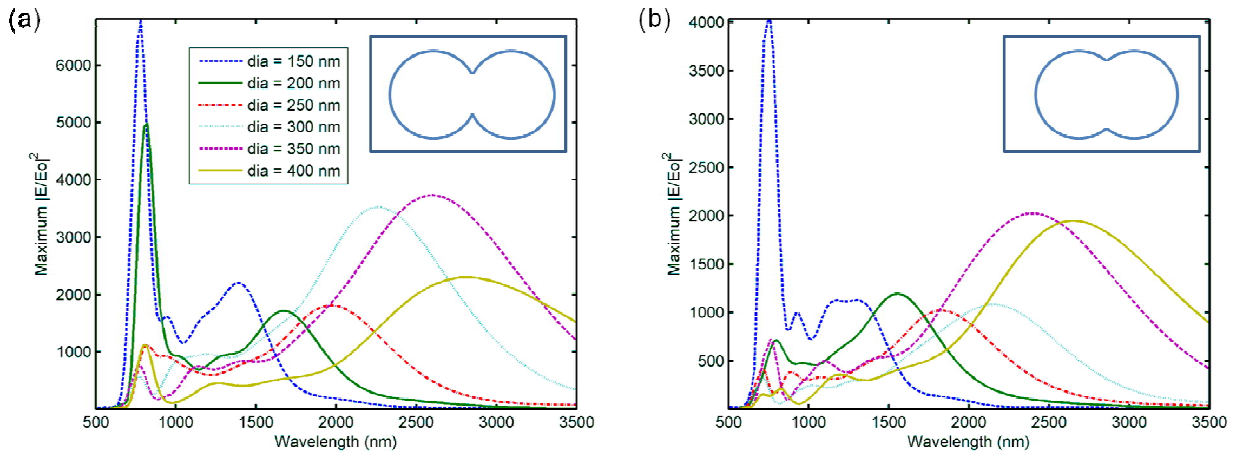 (a)
Maximum |E/Eo|²
6000
5000
4000
3000
2000
1000
500 1000 1500 2000 2500 3000 3500
Wavelength (nm)
dia = 150 nm
dia = 200 nm
dia = 250 nm
dia = 300 nm
dia = 350 nm
dia = 400 nm
(b)
Maximum |E/Eo|²
4000
3500
3000
2500
2000
1500
1000
500
500 1000 1500 2000 2500 3000 3500
Wavelength (nm)